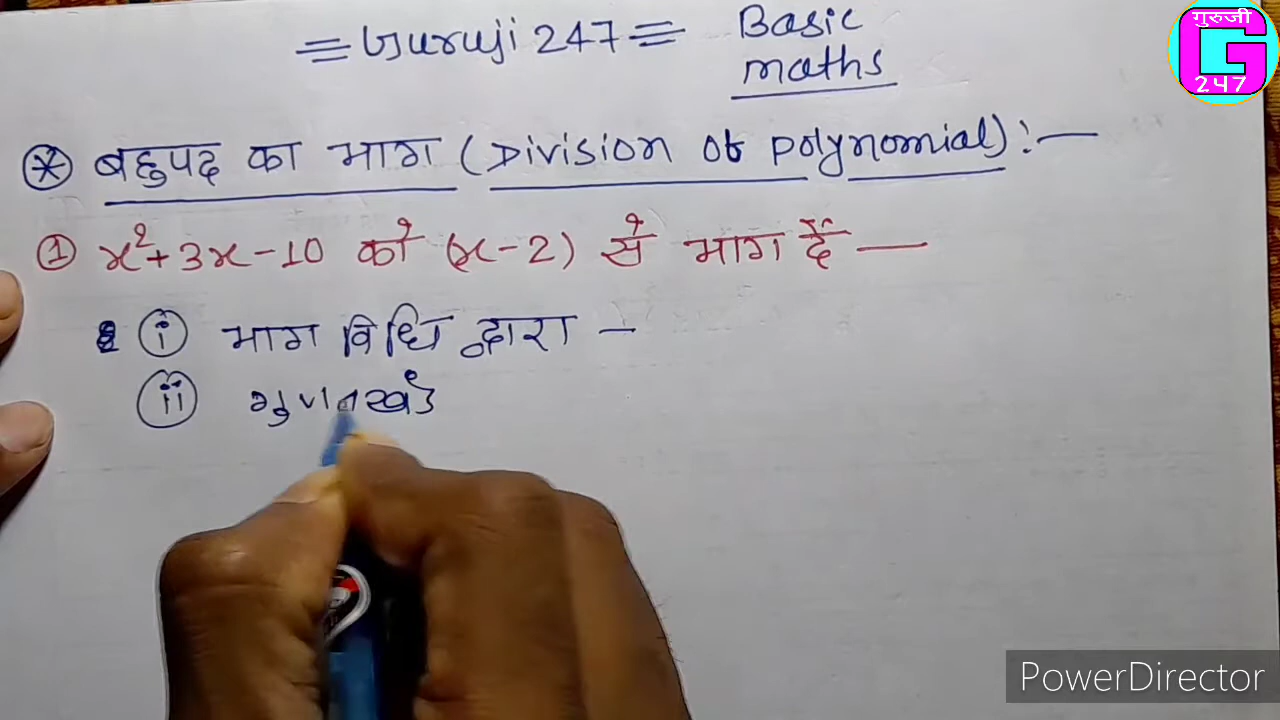 = Guruji 247 = Basic maths
गुरुजी
G
247
* बहुपद का भाग (Division of polynomial) :—
① x²+3x-10 को (x-2) से भाग दें —
ⓘ भाग विधि द्वारा —
ⓘⓘ गुणनखंड
PowerDirector